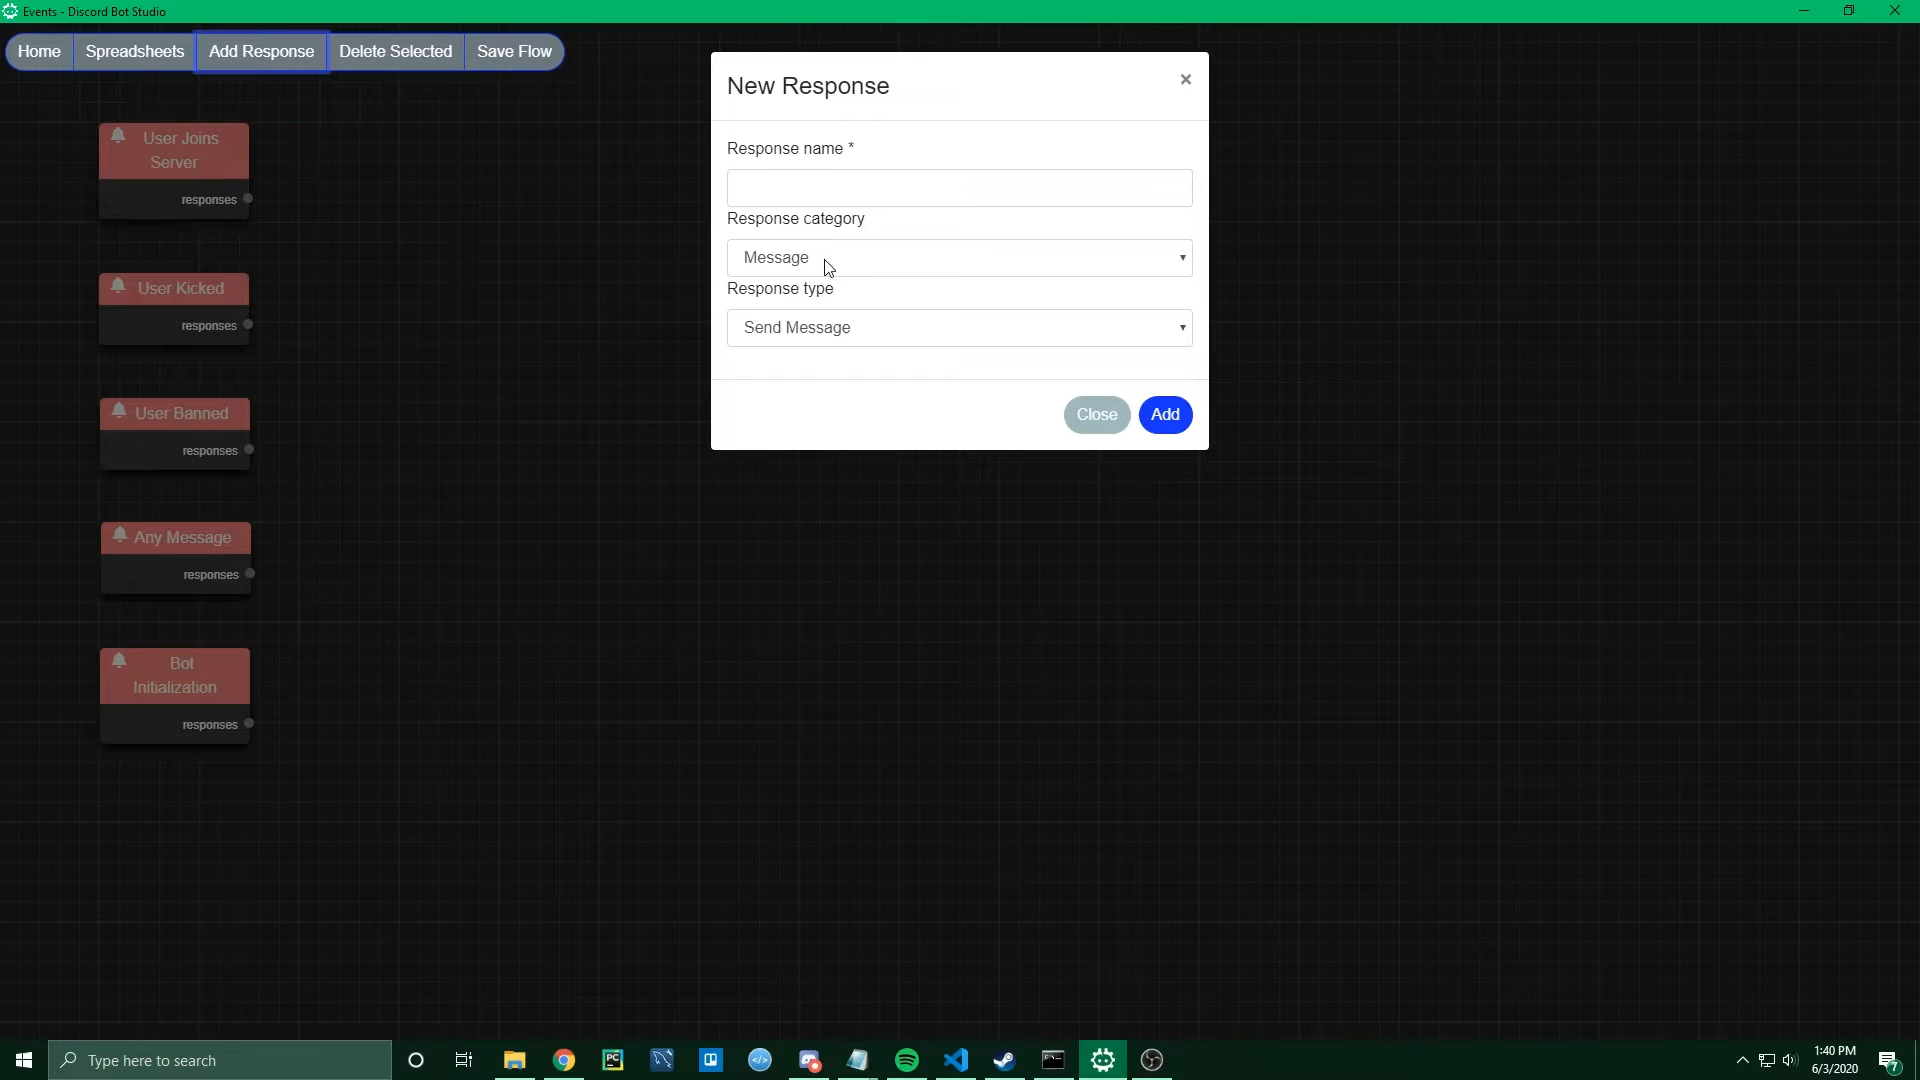 Events - Discord Bot Studio
Home Spreadsheets Add Response Delete Selected Save Flow
New Response
×
Response name *
Response category
Message
Response type
Send Message
Close Add
User Joins
Server
responses
User Kicked
responses
User Banned
responses
Any Message
responses
Bot
Initialization
responses
Type here to search
PC
1:40 PM
6/3/2020
7